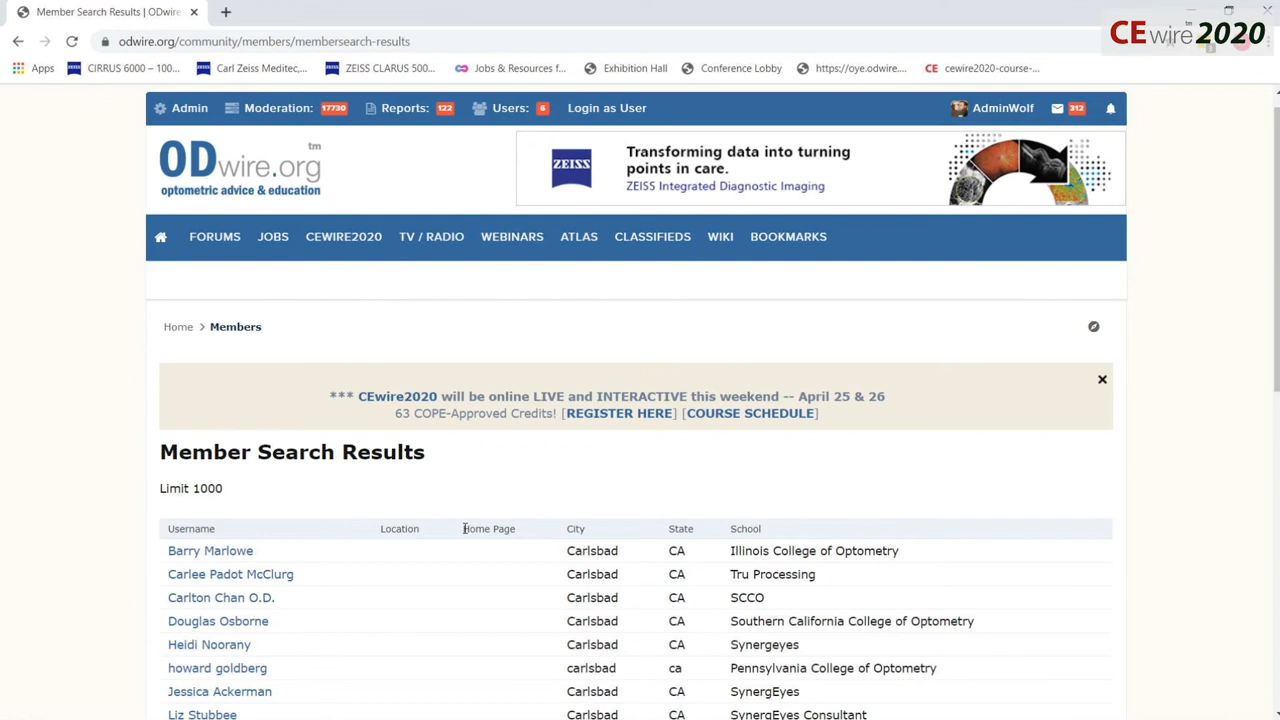 Member Search Results | ODwire
CEwire™2020
odwire.org/community/members/membersearch-results
Apps CIRRUS 6000 – 100... Carl Zeiss Meditec,... ZEISS CLARUS 500... Jobs & Resources f... Exhibition Hall Conference Lobby https://oye.odwire.... CE cewire2020-course-...
Admin Moderation: 17730 Reports: 122 Users: 6 Login as User AdminWolf 312
ODwire.org™
optometric advice & education
ZEISS
Transforming data into turning
points in care.
ZEISS Integrated Diagnostic Imaging
FORUMS JOBS CEWIRE2020 TV / RADIO WEBINARS ATLAS CLASSIFIEDS WIKI BOOKMARKS
Home > Members
*** CEwire2020 will be online LIVE and INTERACTIVE this weekend -- April 25 & 26
63 COPE-Approved Credits! [REGISTER HERE] [COURSE SCHEDULE]
Member Search Results
Limit 1000
Username Location Home Page City State School
Barry Marlowe Carlsbad CA Illinois College of Optometry
Carlee Padot McClurg Carlsbad CA Tru Processing
Carlton Chan O.D. Carlsbad CA SCCO
Douglas Osborne Carlsbad CA Southern California College of Optometry
Heidi Noorany Carlsbad CA Synergeyes
howard goldberg carlsbad ca Pennsylvania College of Optometry
Jessica Ackerman Carlsbad CA SynergEyes
Liz Stubbee Carlsbad CA SynergEyes Consultant